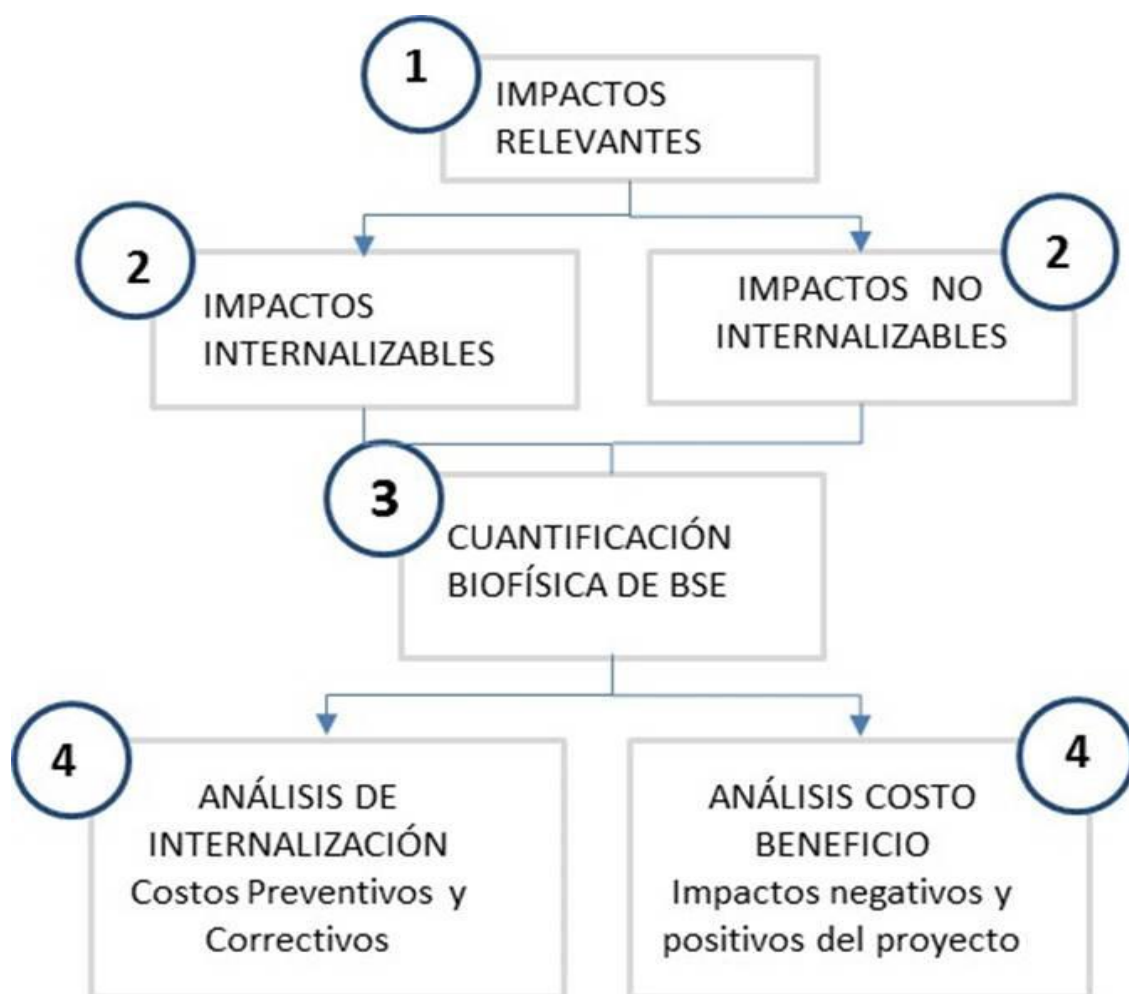 1
IMPACTOS
RELEVANTES
2
IMPACTOS
INTERNALIZABLES
2
IMPACTOS NO
INTERNALIZABLES
3
CUANTIFICACIÓN
BIOFÍSICA DE BSE
4
ANÁLISIS DE
INTERNALIZACIÓN
Costos Preventivos y
Correctivos
4
ANÁLISIS COSTO
BENEFICIO
Impactos negativos y
positivos del proyecto